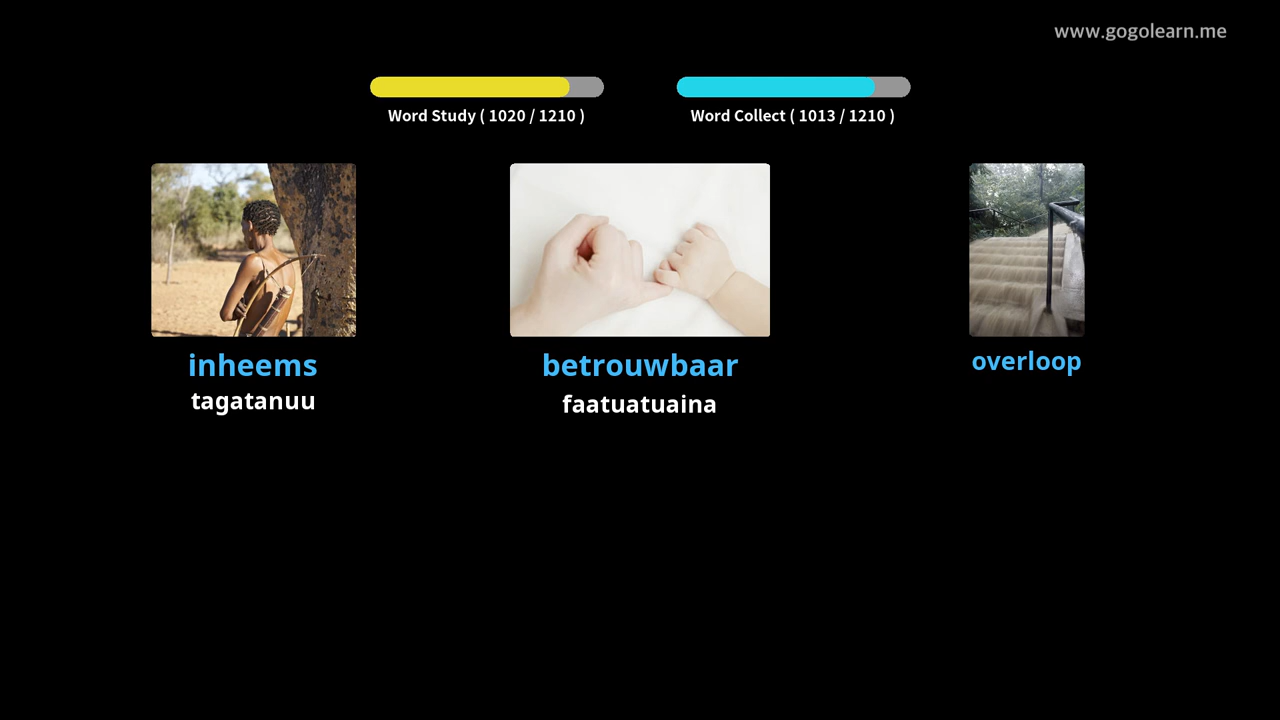 www.gogolearn.me
Word Study ( 1020 / 1210 )
Word Collect ( 1013 / 1210 )
inheems
tagatanuu
betrouwbaar
faatuatuaina
overloop